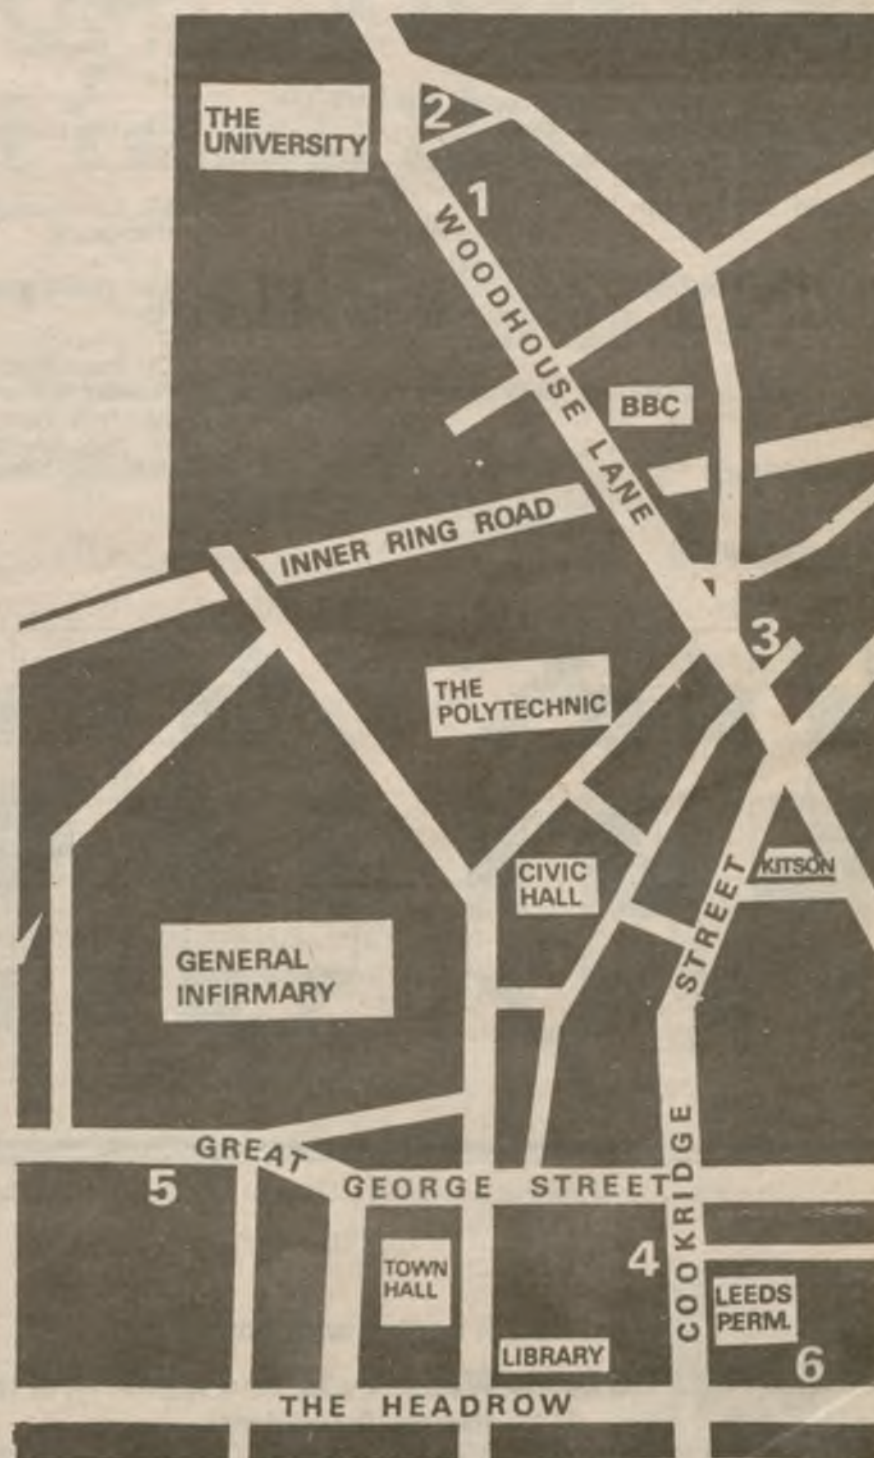 THE
UNIVERSITY
2
1
WOODHOUSE LANE
BBC
INNER RING ROAD
3
THE
POLYTECHNIC
CIVIC
HALL
KITSON
STREET
GENERAL
INFIRMARY
GREAT
GEORGE STREET
5
COOKRIDGE
4
TOWN
HALL
LEEDS
PERM.
LIBRARY
6
THE HEADROW